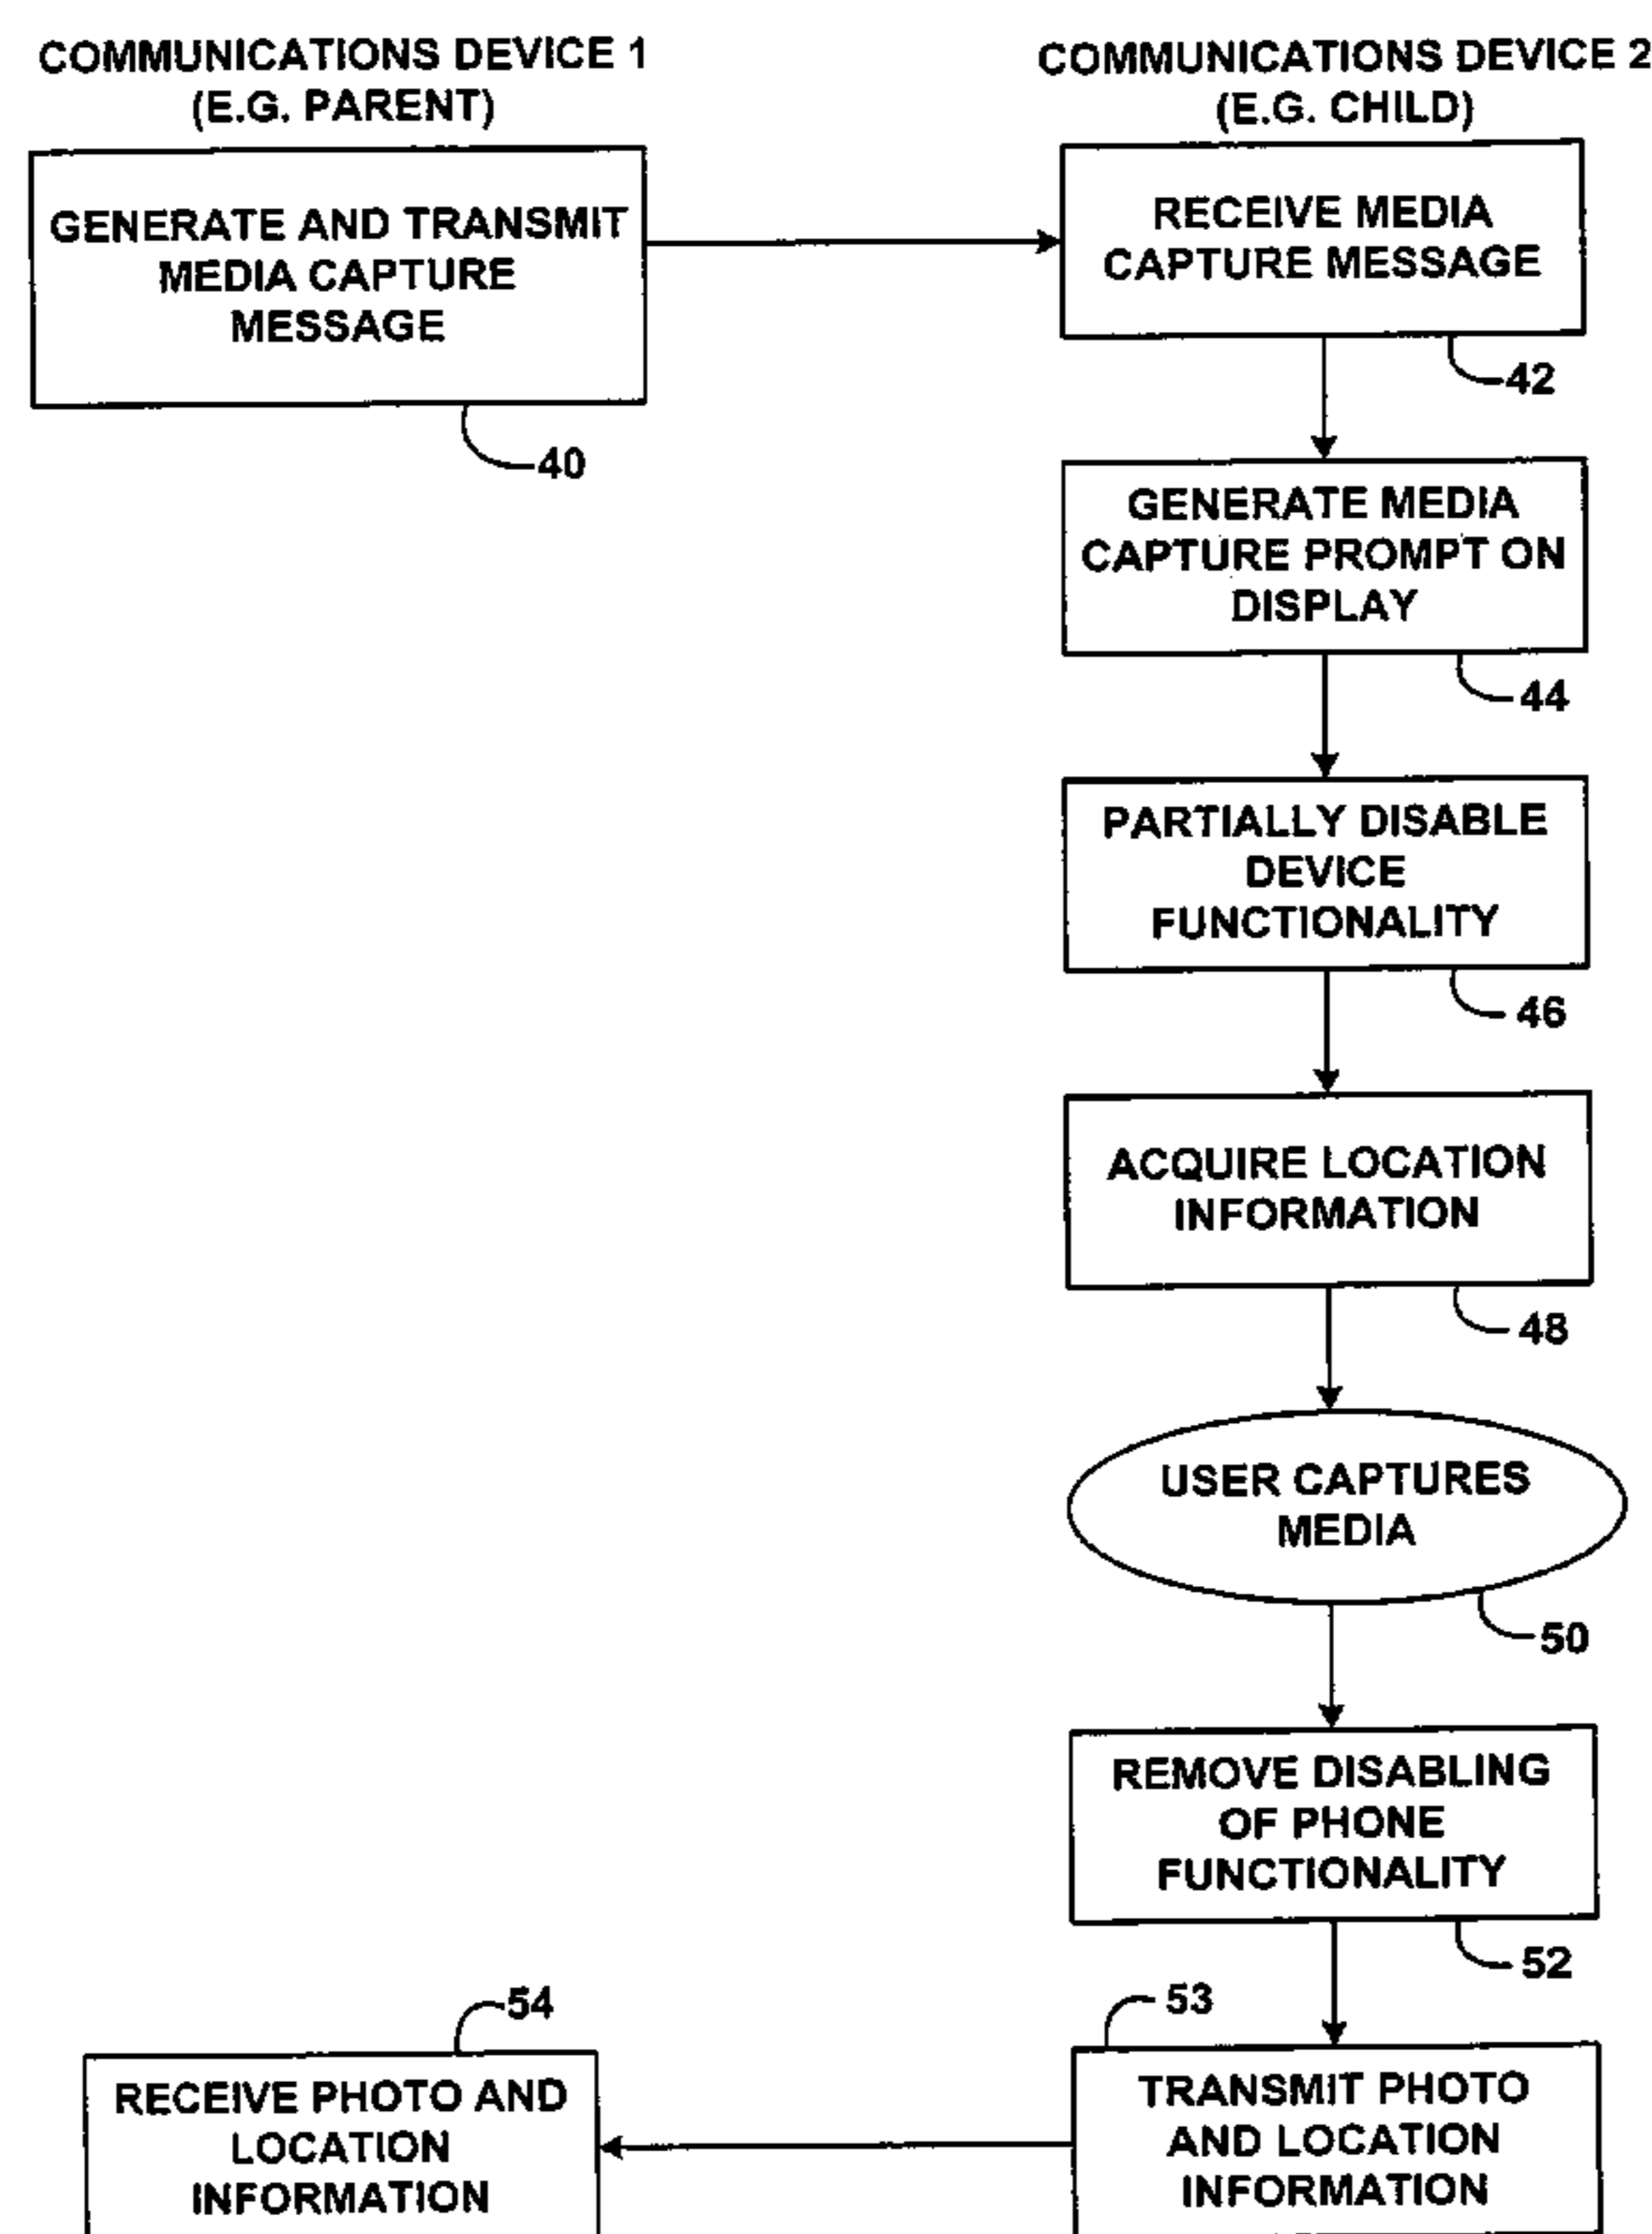 COMMUNICATIONS DEVICE 1
(E.G. PARENT)
COMMUNICATIONS DEVICE 2
(E.G. CHILD)
GENERATE AND TRANSMIT
MEDIA CAPTURE
MESSAGE
40
RECEIVE MEDIA
CAPTURE MESSAGE
42
GENERATE MEDIA
CAPTURE PROMPT ON
DISPLAY
44
PARTIALLY DISABLE
DEVICE
FUNCTIONALITY
46
ACQUIRE LOCATION
INFORMATION
48
USER CAPTURES
MEDIA
50
REMOVE DISABLING
OF PHONE
FUNCTIONALITY
52
53
TRANSMIT PHOTO
AND LOCATION
INFORMATION
54
RECEIVE PHOTO AND
LOCATION
INFORMATION